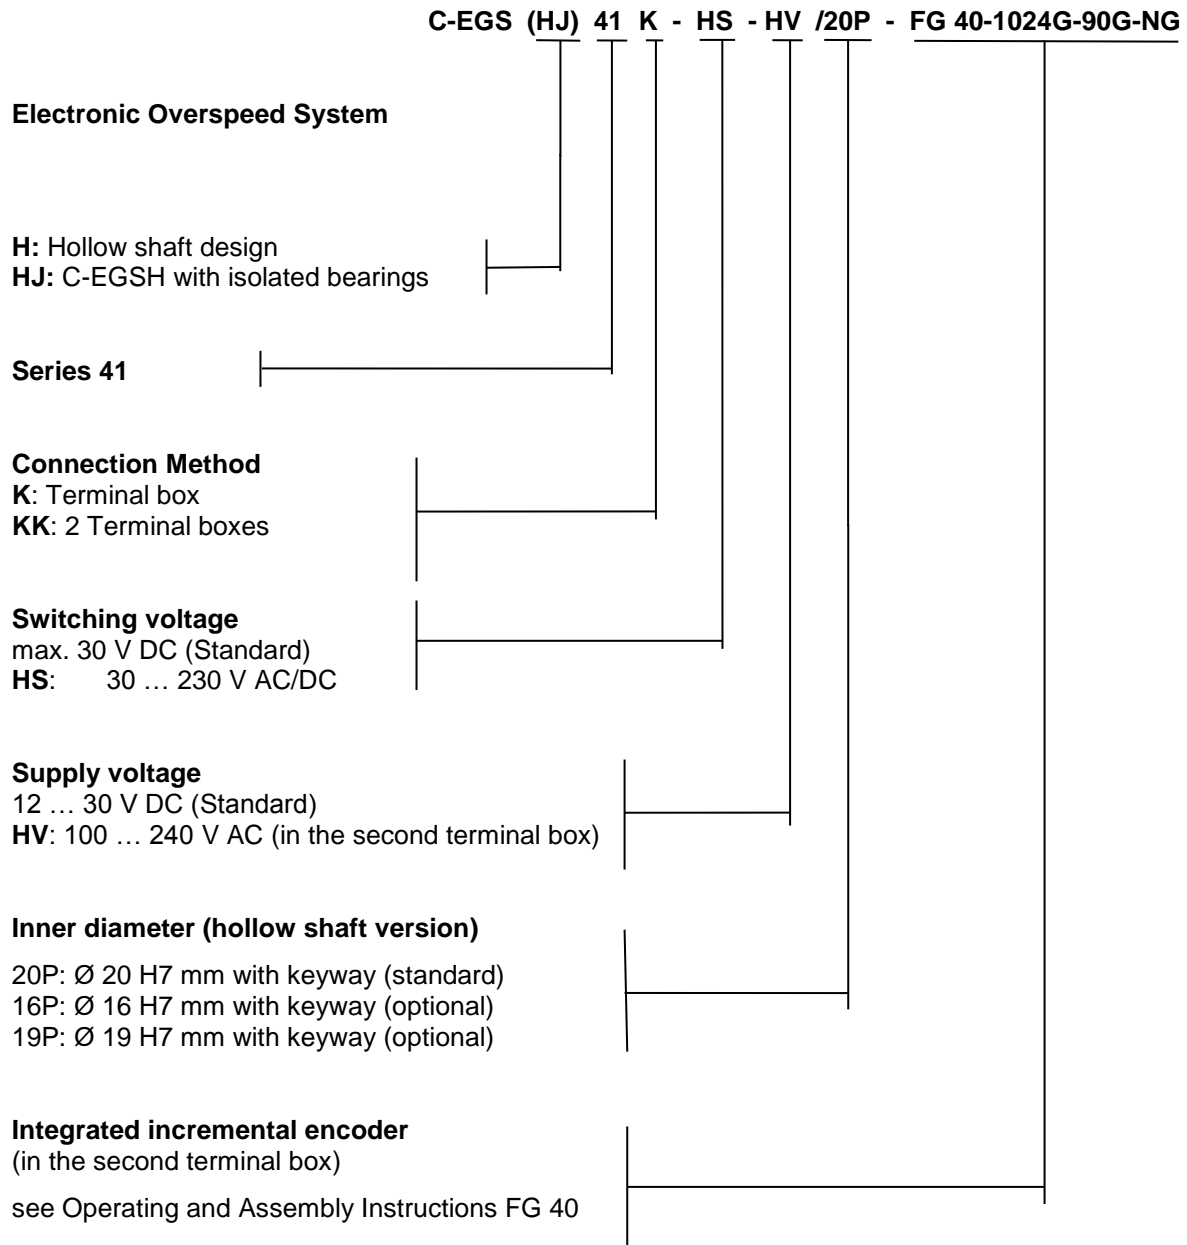 C-EGS (HJ) 41 K - HS - HV /20P - FG 40-1024G-90G-NG
Electronic Overspeed System
H: Hollow shaft design
HJ: C-EGSH with isolated bearings
Series 41
Connection Method
K: Terminal box
KK: 2 Terminal boxes
Switching voltage
max. 30 V DC (Standard)
HS: 30 … 230 V AC/DC
Supply voltage
12 … 30 V DC (Standard)
HV: 100 … 240 V AC (in the second terminal box)
Inner diameter (hollow shaft version)
20P: Ø 20 H7 mm with keyway (standard)
16P: Ø 16 H7 mm with keyway (optional)
19P: Ø 19 H7 mm with keyway (optional)
Integrated incremental encoder
(in the second terminal box)
see Operating and Assembly Instructions FG 40